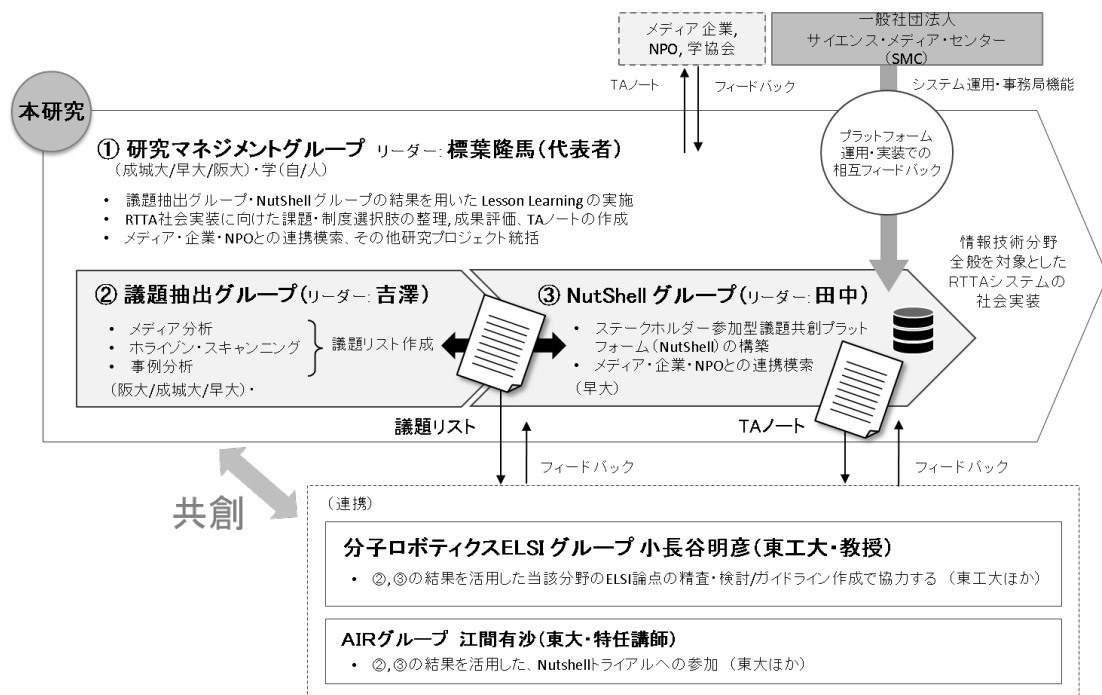 メディア企業,
NPO, 学協会
一般社団法人
サイエンス・メディア・センター
(SMC)
TAノート
フィードバック
システム運用・事務局機能
本研究
プラットフォーム
運用・実装での
相互フィードバック
① 研究マネジメントグループ リーダー: 標葉隆馬(代表者)
(成城大/早大/阪大)・学(自/人)
• 議題抽出グループ・NutShellグループの結果を用いた Lesson Learning の実施
• RTTA社会実装に向けた課題・制度選択肢の整理, 成果評価、TAノートの作成
• メディア・企業・NPOとの連携模索、その他研究プロジェクト統括
情報技術分野
全般を対象とした
RTTAシステムの
社会実装
② 議題抽出グループ(リーダー: 吉澤)
• メディア分析
• ホライゾン・スキャンニング
• 事例分析
議題リスト作成
(阪大/成城大/早大)・
③ NutShell グループ(リーダー: 田中)
• ステークホルダー参加型議題共創プラット
フォーム(NutShell)の構築
• メディア・企業・NPOとの連携模索
(早大)
議題リスト
TAノート
フィードバック
フィードバック
共創
(連携)
分子ロボティクスELSI グループ 小長谷明彦(東工大・教授)
• ②,③の結果を活用した当該分野のELSI論点の精査・検討/ガイドライン作成で協力する (東工大ほか)
AIRグループ 江間有沙(東大・特任講師)
• ②,③の結果を活用した、Nutshellトライアルへの参加 (東大ほか)